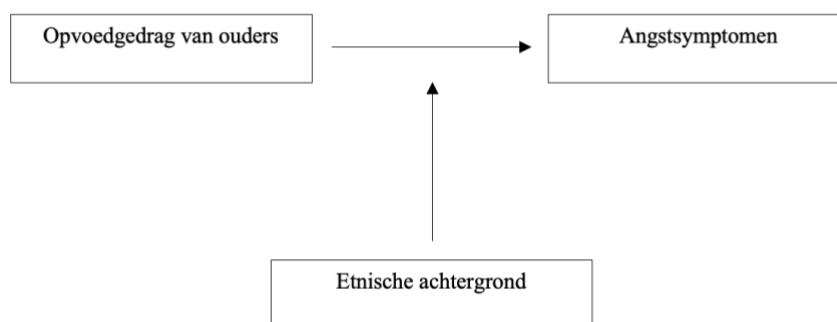 Opvoedgedrag van ouders
Angstsymptomen
Etnische achtergrond